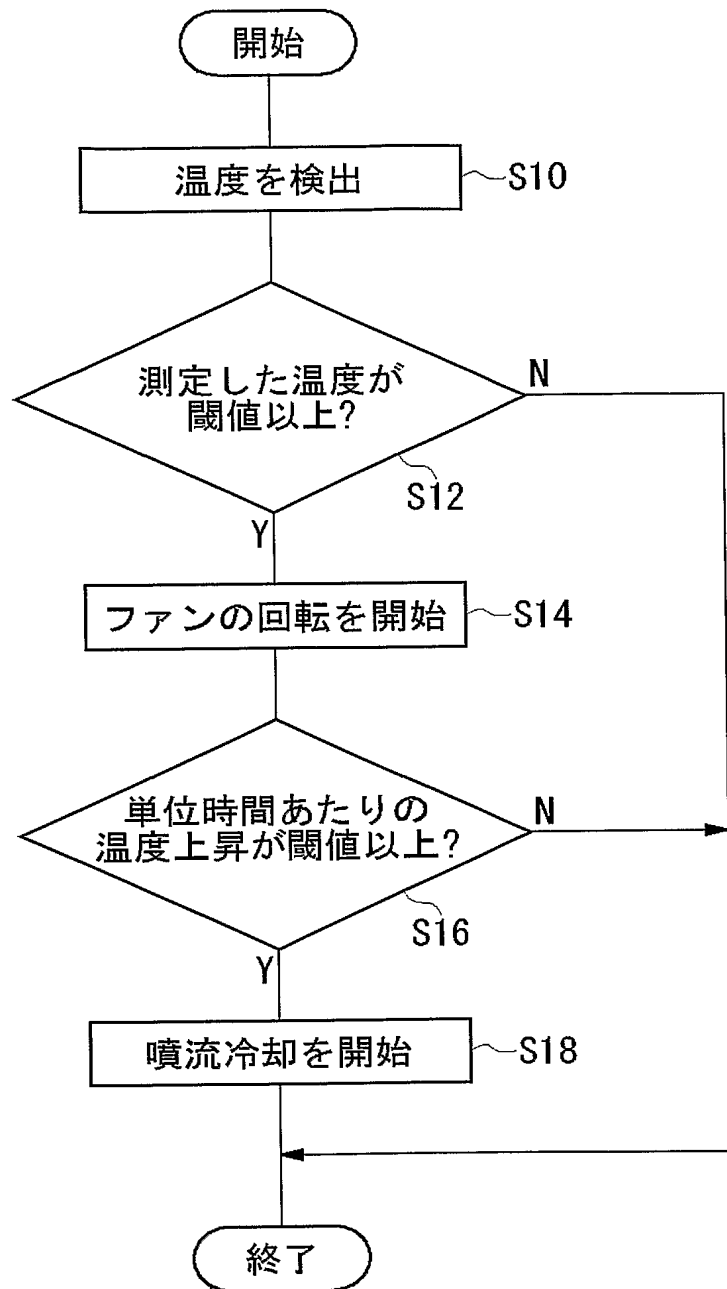 開始
温度を検出
S10
測定した温度が
閾値以上?
N
S12
Y
ファンの回転を開始
S14
単位時間あたりの
温度上昇が閾値以上?
N
S16
Y
噴流冷却を開始
S18
終了